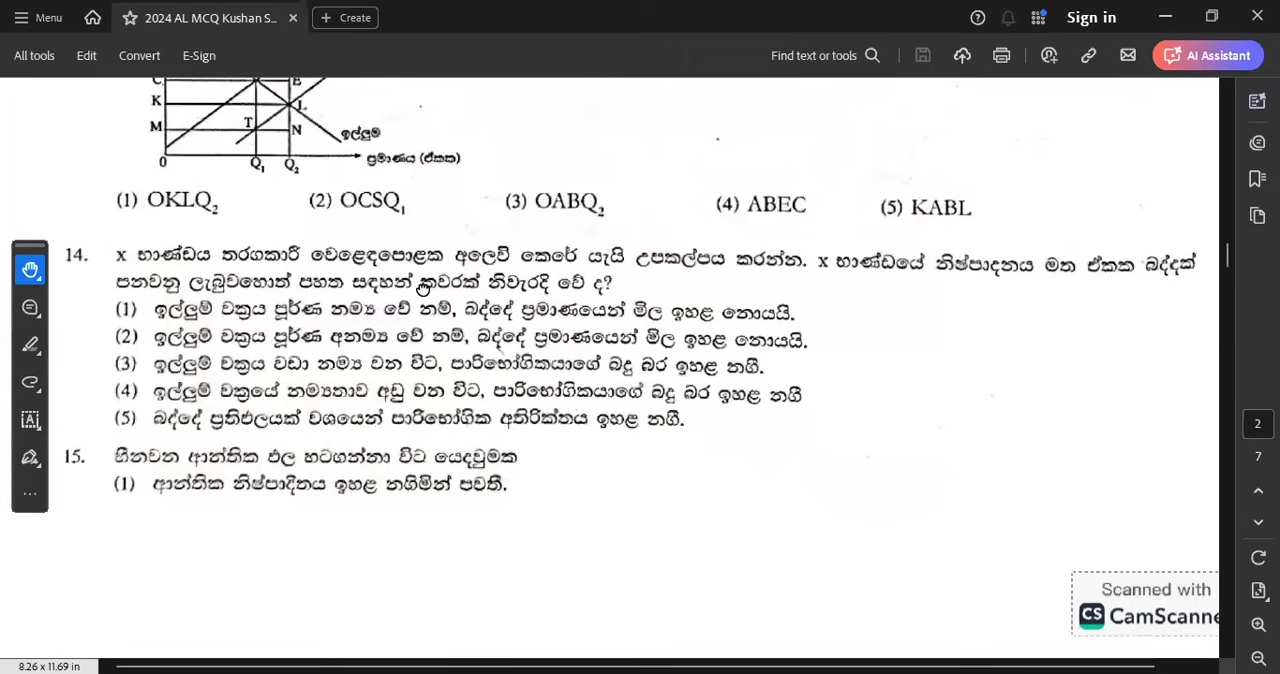 Menu
2024 AL MCQ Kushan S...
Create
Sign in
All tools
Edit
Convert
E-Sign
Find text or tools
AI Assistant
C
E
K
L
M
T
N
ඉල්ලුම
0
Q₁
Q₂
ප්‍රමාණය (ඒකක)
(1) OKLQ₂ (2) OCSQ₁ (3) OABQ₂ (4) ABEC (5) KABL
14. x භාණ්ඩය තරගකාරී වෙළෙඳපොළක අලෙවි කෙරේ යැයි උපකල්පය කරන්න. x භාණ්ඩයේ නිෂ්පාදනය මත ඒකක බද්දක්
පනවනු ලැබුවහොත් පහත සඳහන් කවරක් නිවැරදි වේ ද?
(1) ඉල්ලුම් වක්‍රය පූර්ණ නම්‍ය වේ නම්, බද්දේ ප්‍රමාණයෙන් මිල ඉහළ නොයයි.
(2) ඉල්ලුම් වක්‍රය පූර්ණ අනම්‍ය වේ නම්, බද්දේ ප්‍රමාණයෙන් මිල ඉහළ නොයයි.
(3) ඉල්ලුම් වක්‍රය වඩා නම්‍ය වන විට, පාරිභෝගිකයාගේ බදු බර ඉහළ නගී.
(4) ඉල්ලුම් වක්‍රයේ නම්‍යතාව අඩු වන විට, පාරිභෝගිකයාගේ බදු බර ඉහළ නගී
(5) බද්දේ ප්‍රතිඵලයක් වශයෙන් පාරිභෝගික අතිරික්තය ඉහළ නගී.
15. හීනවන ආන්තික ඵල හටගන්නා විට යෙදවුමක
(1) ආන්තික නිෂ්පාදිතය ඉහළ නගිමින් පවතී.
Scanned with
CS CamScanne
2
7
8.26 x 11.69 in